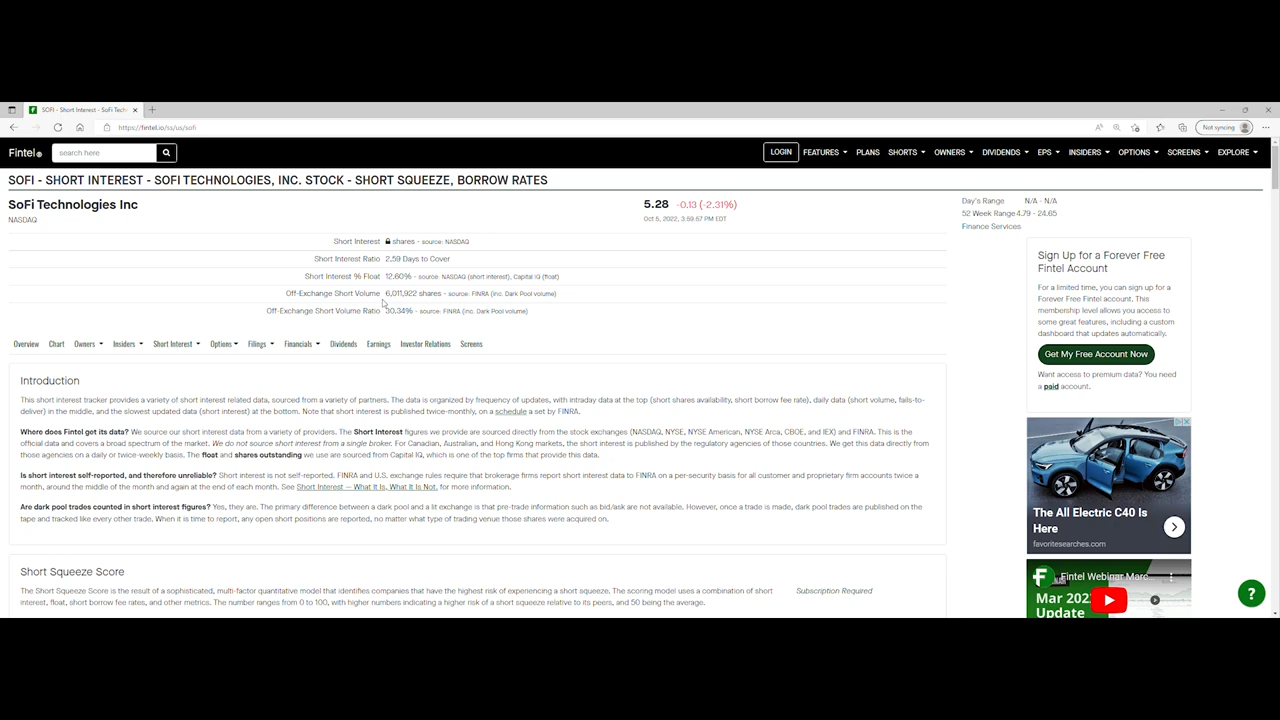 SOFI - Short Interest - SoFi Tech
https://fintel.io/ss/us/sofi
Not syncing
Fintel
search here
LOGIN
FEATURES
PLANS
SHORTS
OWNERS
DIVIDENDS
EPS
INSIDERS
OPTIONS
SCREENS
EXPLORE
SOFI - SHORT INTEREST - SOFI TECHNOLOGIES, INC. STOCK - SHORT SQUEEZE, BORROW RATES
SoFi Technologies Inc
NASDAQ
5.28 -0.13 (-2.31%)
Oct 5, 2022, 3:59:57 PM EDT
Day's Range N/A - N/A
52 Week Range 4.79 - 24.65
Finance Services
Short Interest shares - source: NASDAQ
Short Interest Ratio 2.59 Days to Cover
Short Interest % Float 12.60% - source: NASDAQ (short interest), Capital IQ (float)
Off-Exchange Short Volume 6,011,922 shares - source: FINRA (inc. Dark Pool volume)
Off-Exchange Short Volume Ratio 30.34% - source: FINRA (inc. Dark Pool volume)
Overview Chart Owners Insiders Short Interest Options Filings Financials Dividends Earnings Investor Relations Screens
Introduction
This short interest tracker provides a variety of short interest related data, sourced from a variety of partners. The data is organized by frequency of updates, with intraday data at the top (short shares availability, short borrow fee rate), daily data (short volume, fails-to-
deliver) in the middle, and the slowest updated data (short interest) at the bottom. Note that short interest is published twice-monthly, on a schedule a set by FINRA.
Where does Fintel get its data? We source our short interest data from a variety of providers. The Short Interest figures we provide are sourced directly from the stock exchanges (NASDAQ, NYSE, NYSE American, NYSE Arca, CBOE, and IEX) and FINRA. This is the
official data and covers a broad spectrum of the market. We do not source short interest from a single broker. For Canadian, Australian, and Hong Kong markets, the short interest is published by the regulatory agencies of those countries. We get this data directly from
those agencies on a daily or twice-weekly basis. The float and shares outstanding we use are sourced from Capital IQ, which is one of the top firms that provide this data.
Is short interest self-reported, and therefore unreliable? Short interest is not self-reported. FINRA and U.S. exchange rules require that brokerage firms report short interest data to FINRA on a per-security basis for all customer and proprietary firm accounts twice a
month, around the middle of the month and again at the end of each month. See Short Interest — What It Is, What It Is Not, for more information.
Are dark pool trades counted in short interest figures? Yes, they are. The primary difference between a dark pool and a lit exchange is that pre-trade information such as bid/ask are not available. However, once a trade is made, dark pool trades are published on the
tape and tracked like every other trade. When it is time to report, any open short positions are reported, no matter what type of trading venue those shares were acquired on.
Short Squeeze Score
The Short Squeeze Score is the result of a sophisticated, multi-factor quantitative model that identifies companies that have the highest risk of experiencing a short squeeze. The scoring model uses a combination of short
interest, float, short borrow fee rates, and other metrics. The number ranges from 0 to 100, with higher numbers indicating a higher risk of a short squeeze relative to its peers, and 50 being the average.
Subscription Required
Sign Up for a Forever Free
Fintel Account
For a limited time, you can sign up for a
Forever Free Fintel account. This
membership level allows you to access
to some great features, including a custom
dashboard that updates automatically.
Get My Free Account Now
Want access to premium data? You need
a paid account.
The All Electric C40 Is
Here
favoritesearches.com
Fintel Webinar Marc...
Mar 202
Update
?